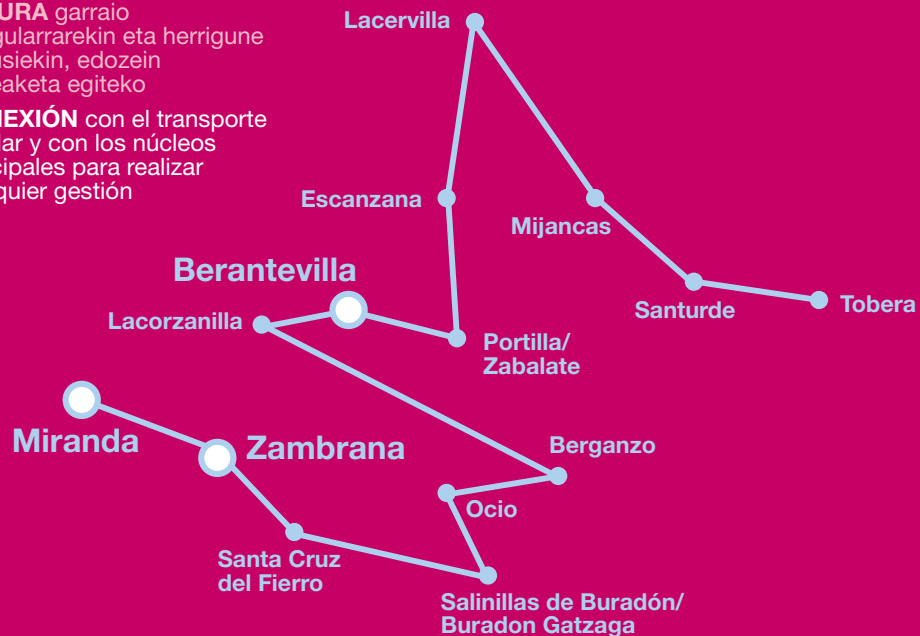 URA garraio
gularrarekin eta herrigune
usiekin, edozein
eaketa egiteko
NEXIÓN con el transporte
lar y con los núcleos
cipales para realizar
quier gestión
Lacervilla
Escanzana
Mijancas
Berantevilla
Santurde
Tobera
Lacorzanilla
Portilla/
Zabalate
Miranda
Zambrana
Berganzo
Ocio
Santa Cruz
del Fierro
Salinillas de Buradón/
Buradon Gatzaga